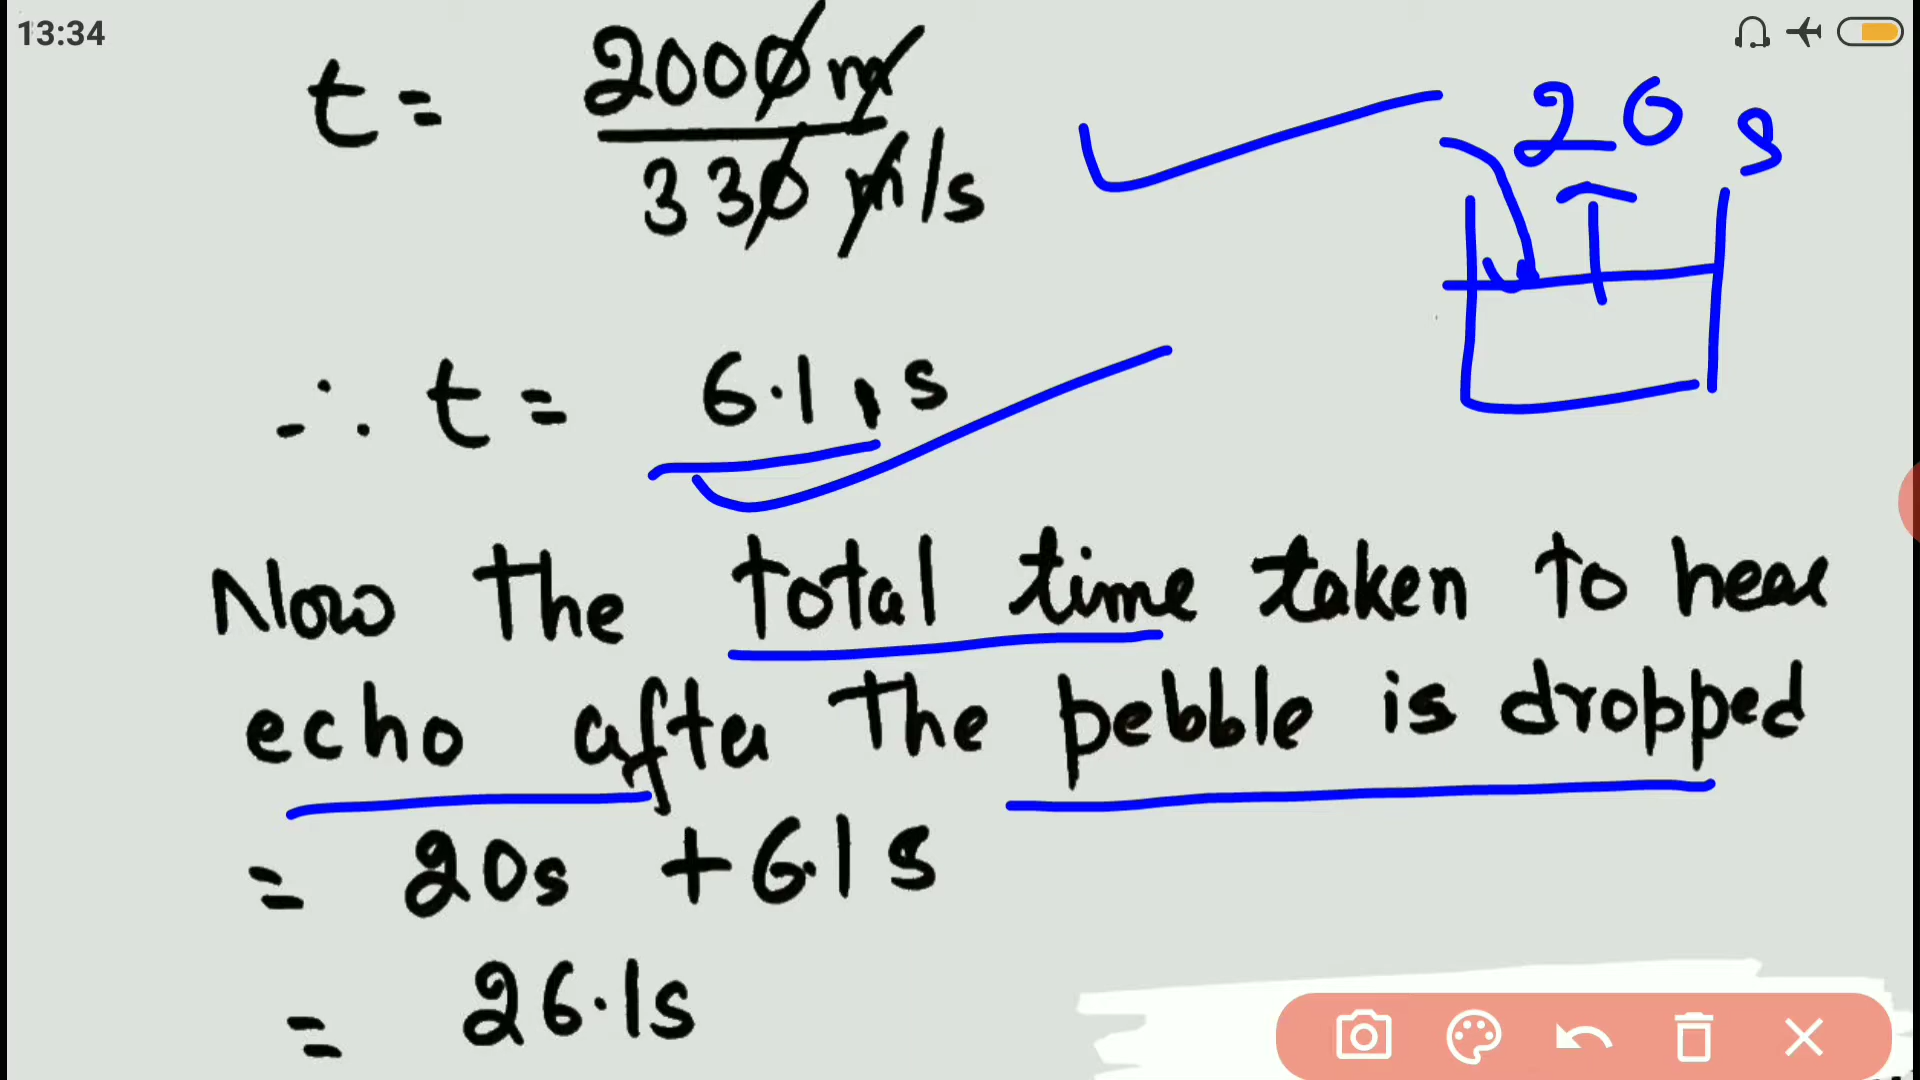 13:34
20 s
t = 2000 m / 330 m/s
∴ t = 6.1 s
Now the total time taken to hear
echo after the pebble is dropped
= 20s + 6.1 s
= 26.1s